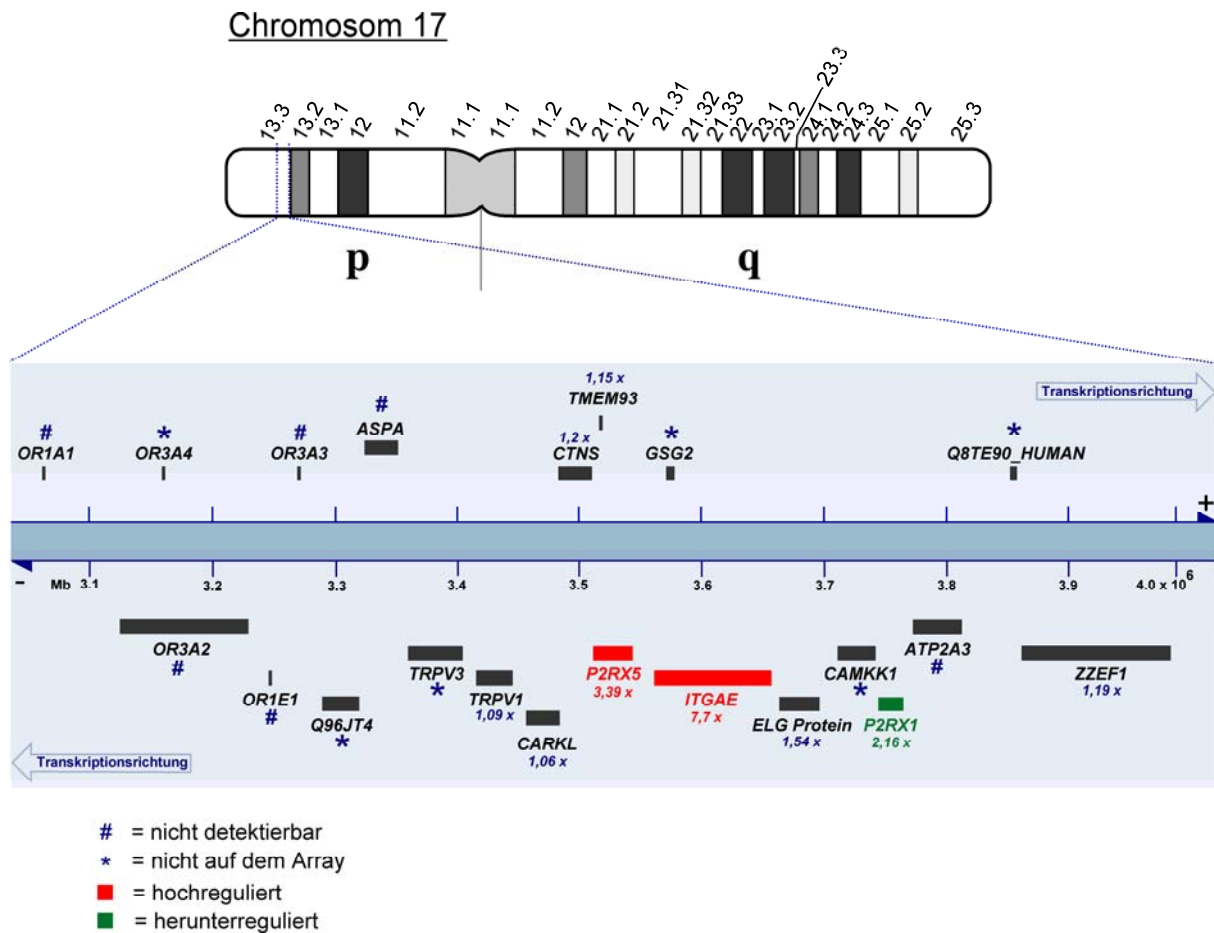 Chromosom 17
13.3 13.2 13.1 12 11.2 11.1 11.1 11.2 12 21.1 21.2 21.31 21.32 21.33 22 23.1 23.2 23.3 24.1 24.2 24.3 25.1 25.2 25.3
p q
Transkriptionsrichtung
1,15 x
TMEM93
# ASPA
# OR1A1
* OR3A4
# OR3A3
1,2 x
CTNS
* GSG2
* Q8TE90_HUMAN
+
- Mb 3.1 3.2 3.3 3.4 3.5 3.6 3.7 3.8 3.9 4.0 x 10⁶
OR3A2
#
OR1E1
#
Q96JT4
*
TRPV3
*
TRPV1
1,09 x
CARKL
1,06 x
P2RX5
3,39 x
ITGAE
7,7 x
ELG Protein
1,54 x
CAMKK1
*
P2RX1
2,16 x
ATP2A3
#
ZZEF1
1,19 x
Transkriptionsrichtung
# = nicht detektierbar
* = nicht auf dem Array
= hochreguliert
= herunterreguliert